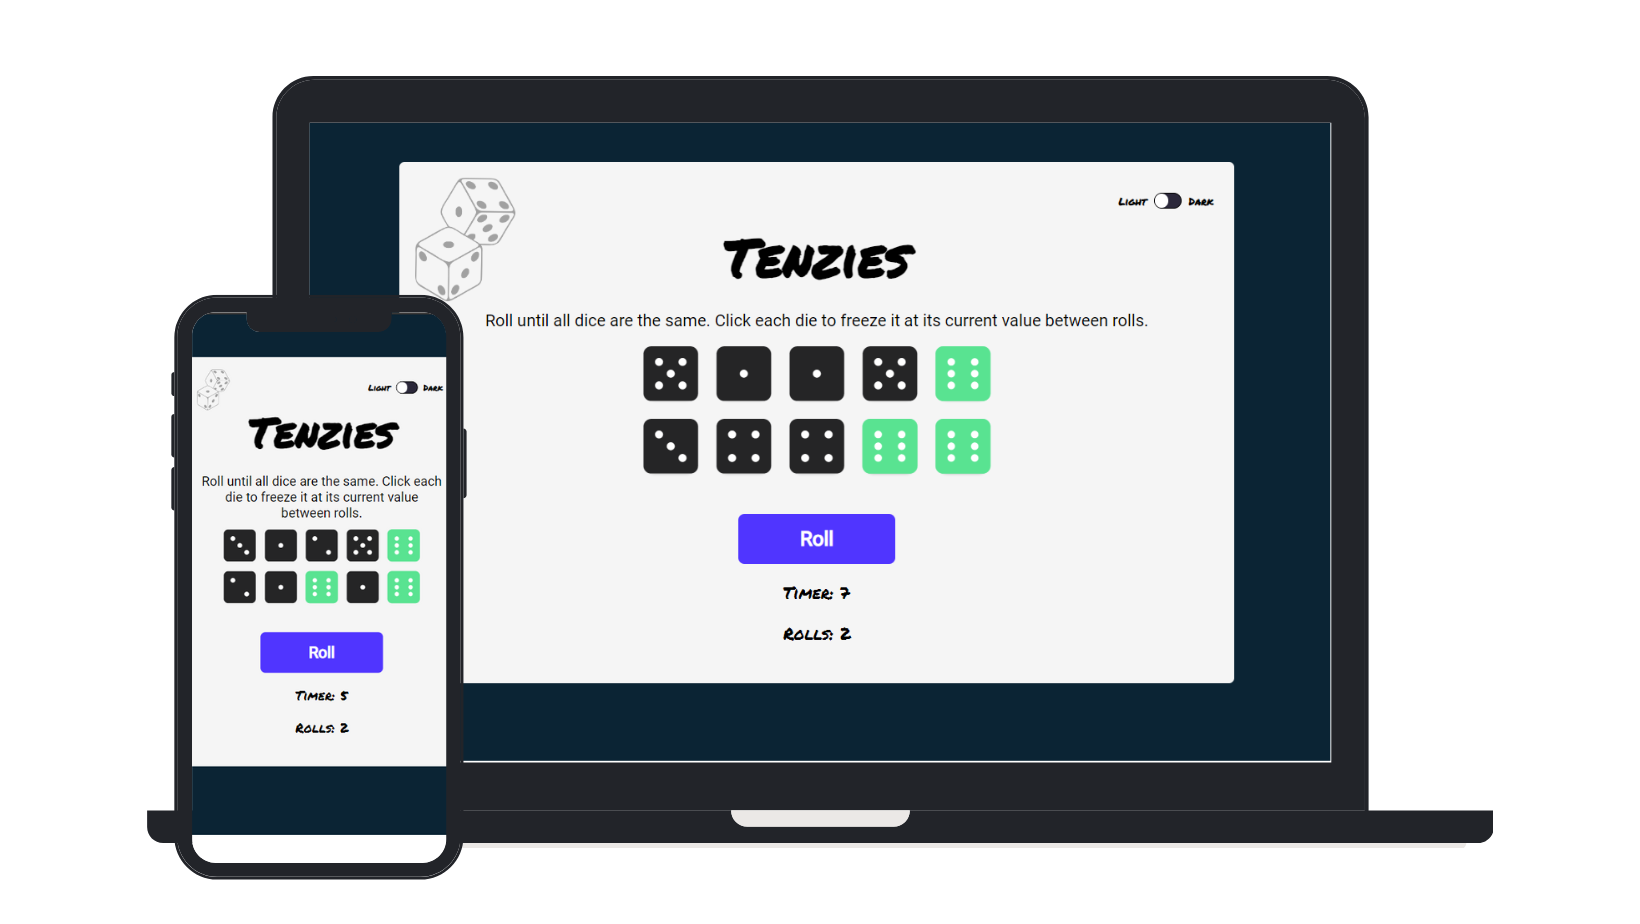 Light Dark
Tenzies
Roll until all dice are the same. Click each die to freeze it at its current value between rolls.
Roll
Timer: 7
Rolls: 2
Light Dark
Tenzies
Roll until all dice are the same. Click each
die to freeze it at its current value
between rolls.
Roll
Timer: 5
Rolls: 2